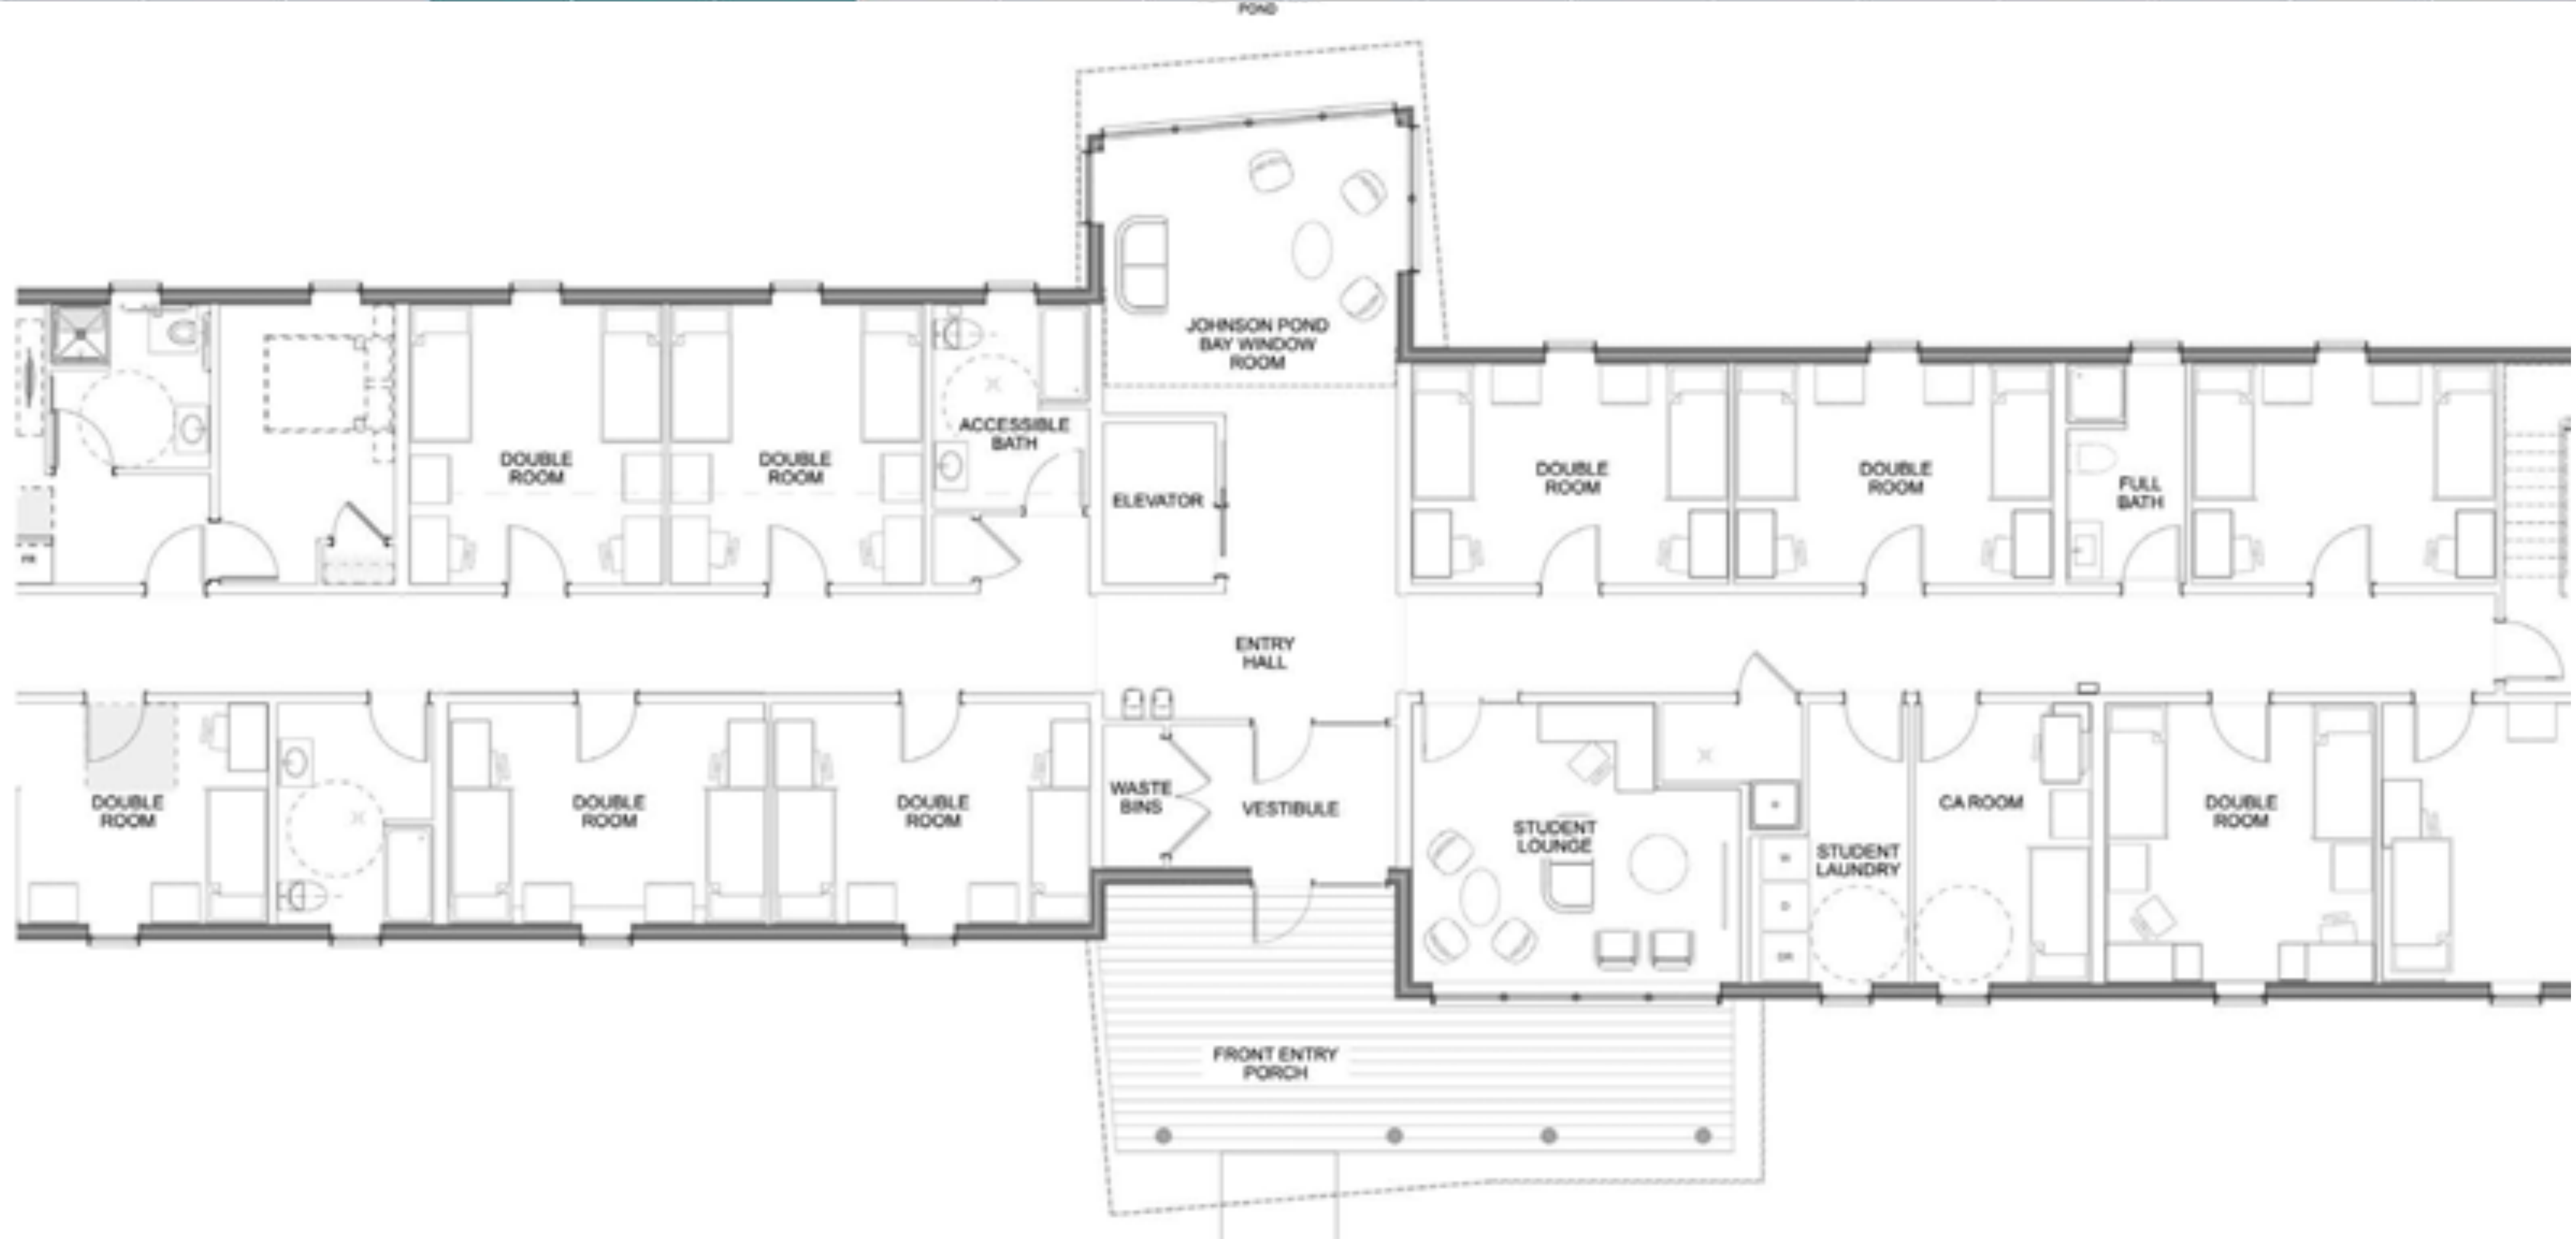 POND
JOHNSON POND
BAY WINDOW
ROOM
ACCESSIBLE
BATH
DOUBLE
ROOM
DOUBLE
ROOM
ELEVATOR
DOUBLE
ROOM
DOUBLE
ROOM
FULL
BATH
FR
ENTRY
HALL
DOUBLE
ROOM
DOUBLE
ROOM
DOUBLE
ROOM
WASTE
BINS
VESTIBULE
STUDENT
LOUNGE
W
D
DR
STUDENT
LAUNDRY
CA ROOM
DOUBLE
ROOM
FRONT ENTRY
PORCH